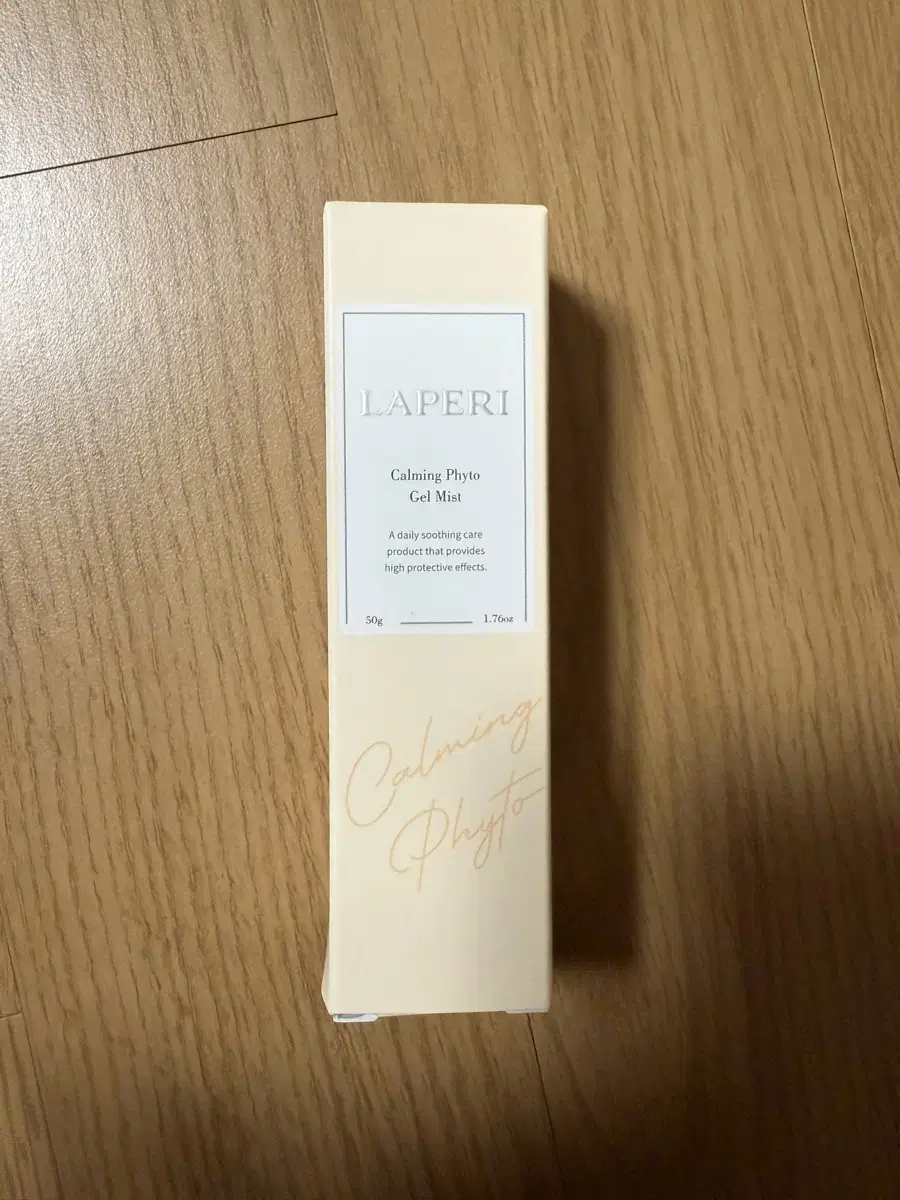 LAPERI
Calming Phyto
Gel Mist
A daily soothing care
product that provides
high protective effects.
50g 1.76oz
Calming
Phyto